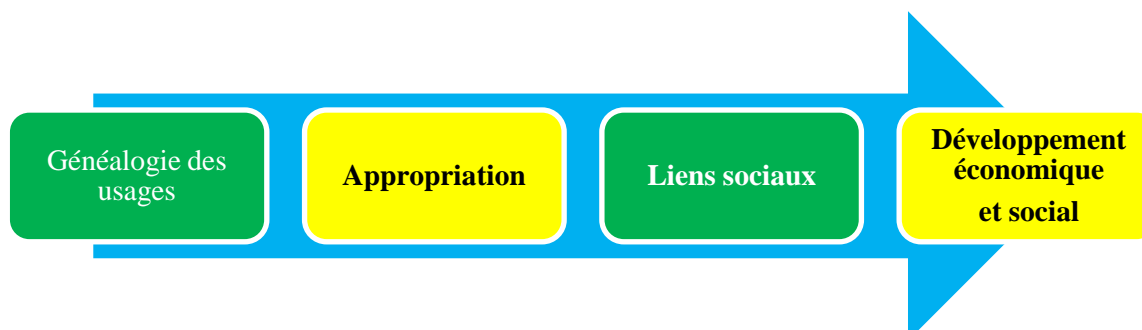 Généalogie des
usages
Appropriation
Liens sociaux
Développement
économique
et social